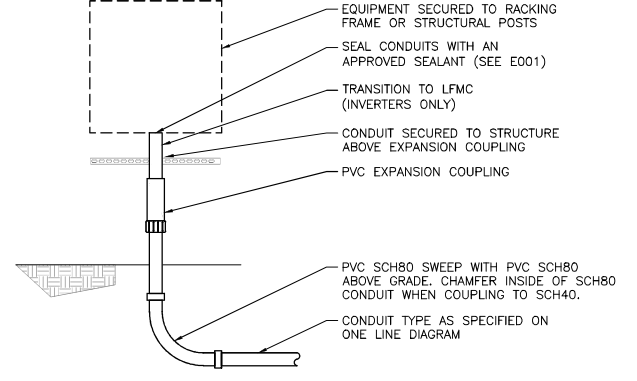 EQUIPMENT SECURED TO RACKING
FRAME OR STRUCTURAL POSTS
SEAL CONDUITS WITH AN
APPROVED SEALANT (SEE E001)
TRANSITION TO LFMC
(INVERTERS ONLY)
CONDUIT SECURED TO STRUCTURE
ABOVE EXPANSION COUPLING
PVC EXPANSION COUPLING
PVC SCH80 SWEEP WITH PVC SCH80
ABOVE GRADE. CHAMFER INSIDE OF SCH80
CONDUIT WHEN COUPLING TO SCH40.
CONDUIT TYPE AS SPECIFIED ON
ONE LINE DIAGRAM